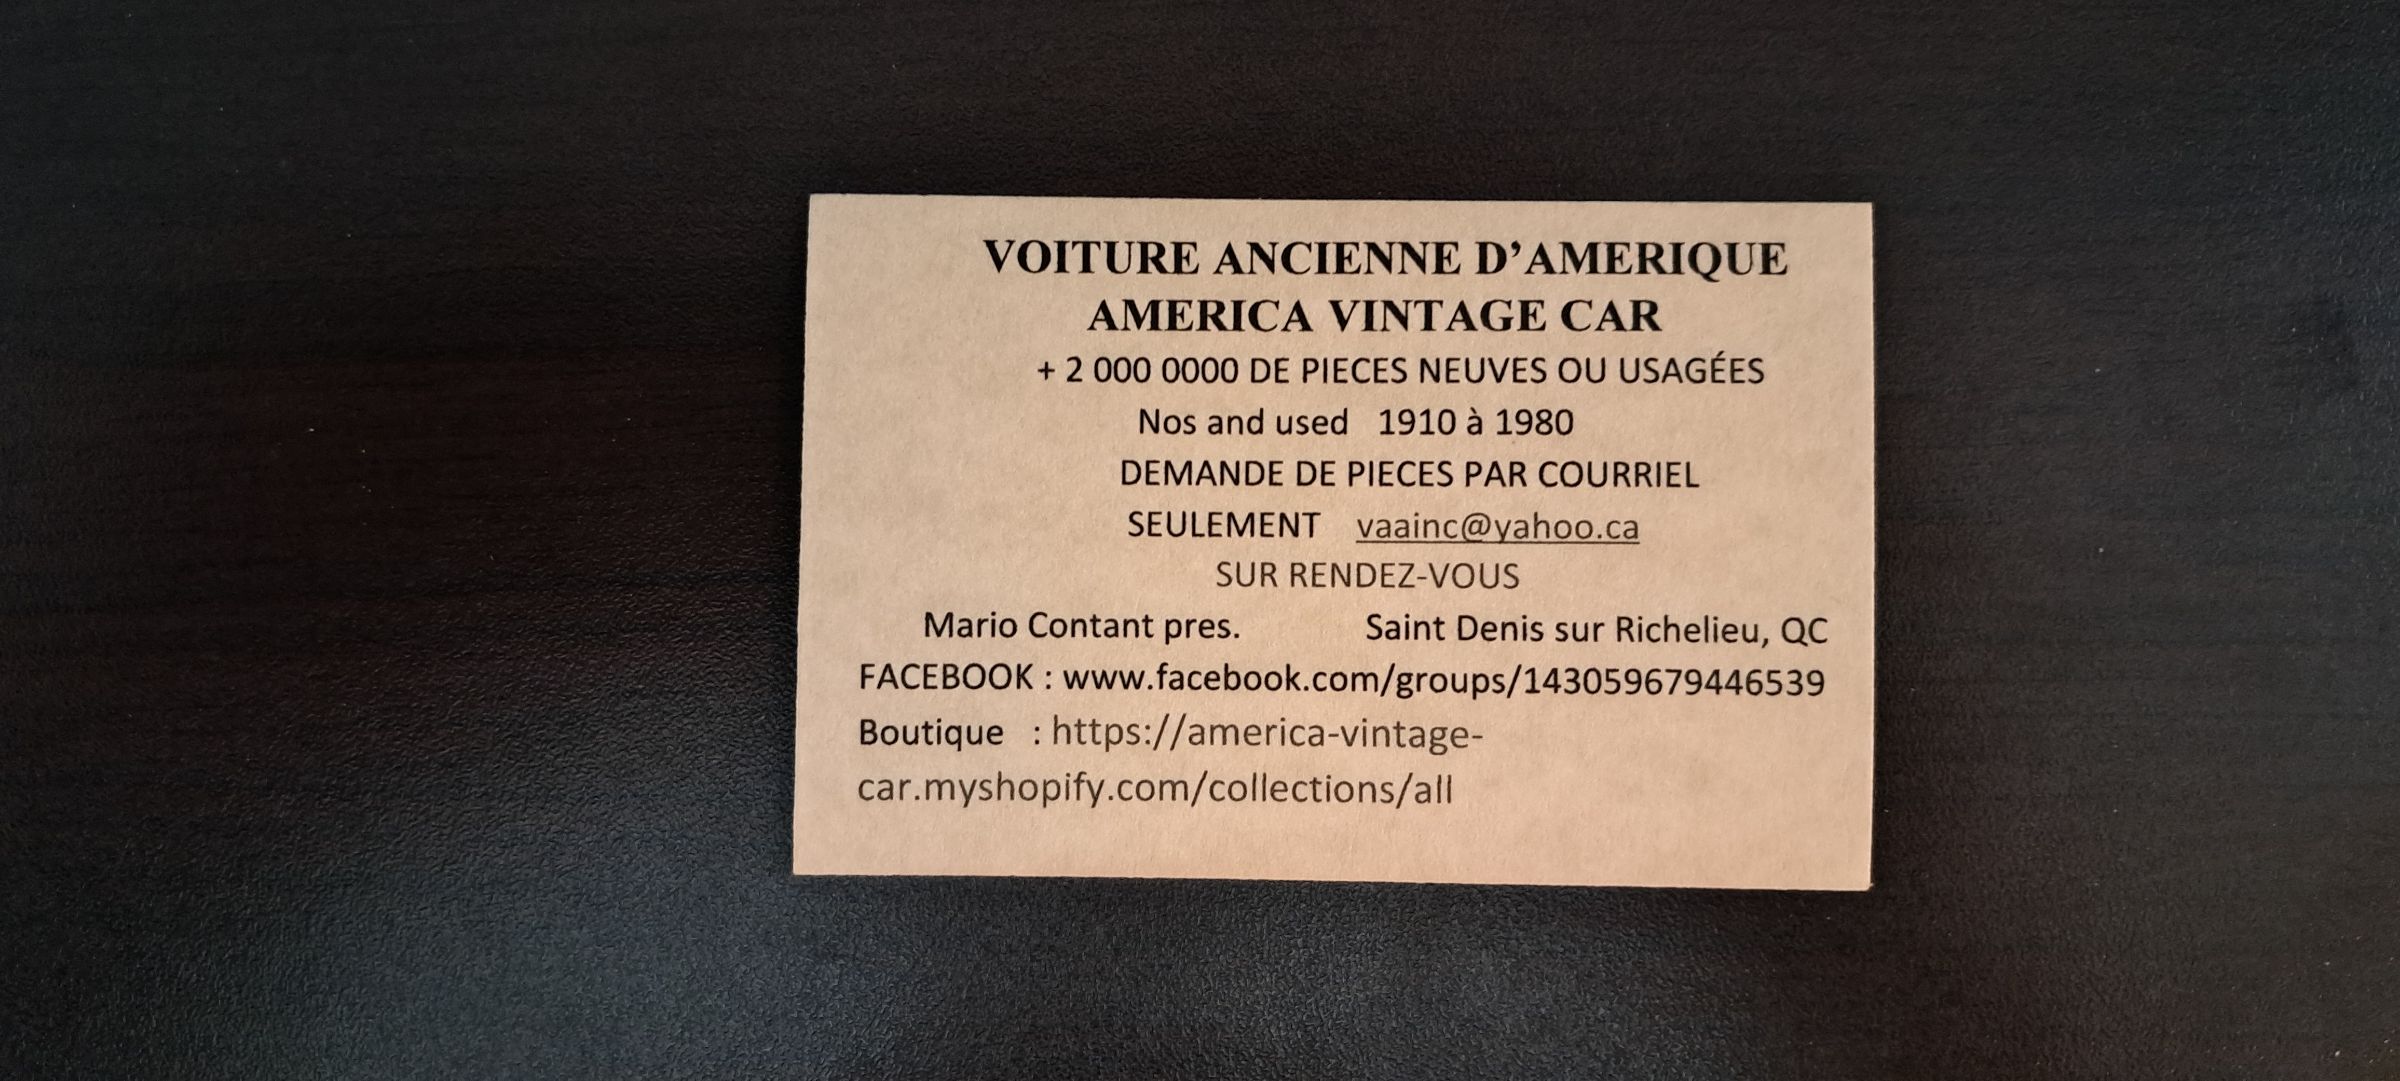 VOITURE ANCIENNE D’AMERIQUE
AMERICA VINTAGE CAR
+ 2 000 0000 DE PIECES NEUVES OU USAGÉES
Nos and used 1910 à 1980
DEMANDE DE PIECES PAR COURRIEL
SEULEMENT vaainc@yahoo.ca
SUR RENDEZ-VOUS
Mario Contant pres. Saint Denis sur Richelieu, QC
FACEBOOK : www.facebook.com/groups/143059679446539
Boutique : https://america-vintage-
car.myshopify.com/collections/all